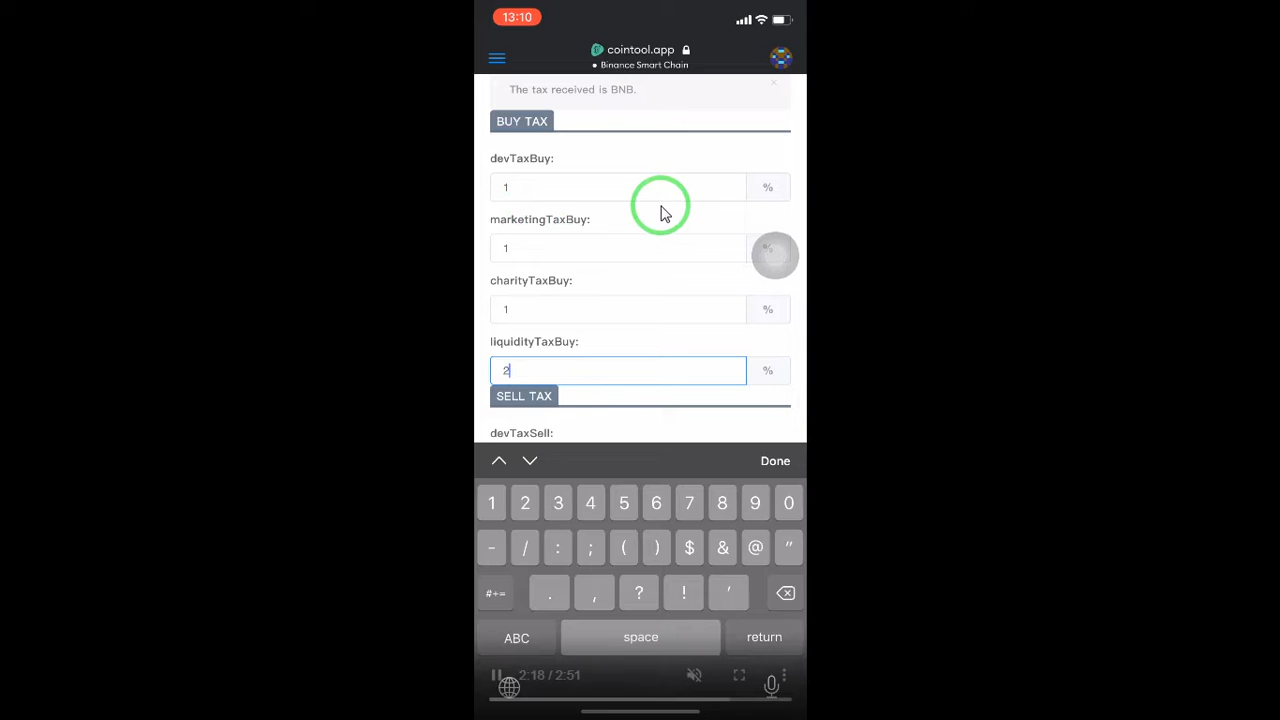 13:10
cointool.app
Binance Smart Chain
The tax received is BNB.
BUY TAX
devTaxBuy:
1 %
marketingTaxBuy:
1 %
charityTaxBuy:
1 %
liquidityTaxBuy:
2 %
SELL TAX
devTaxSell:
Done
1 2 3 4 5 6 7 8 9 0
- / : ; ( ) $ & @ "
#+= . , ? ! '
ABC space return
2:18 / 2:51